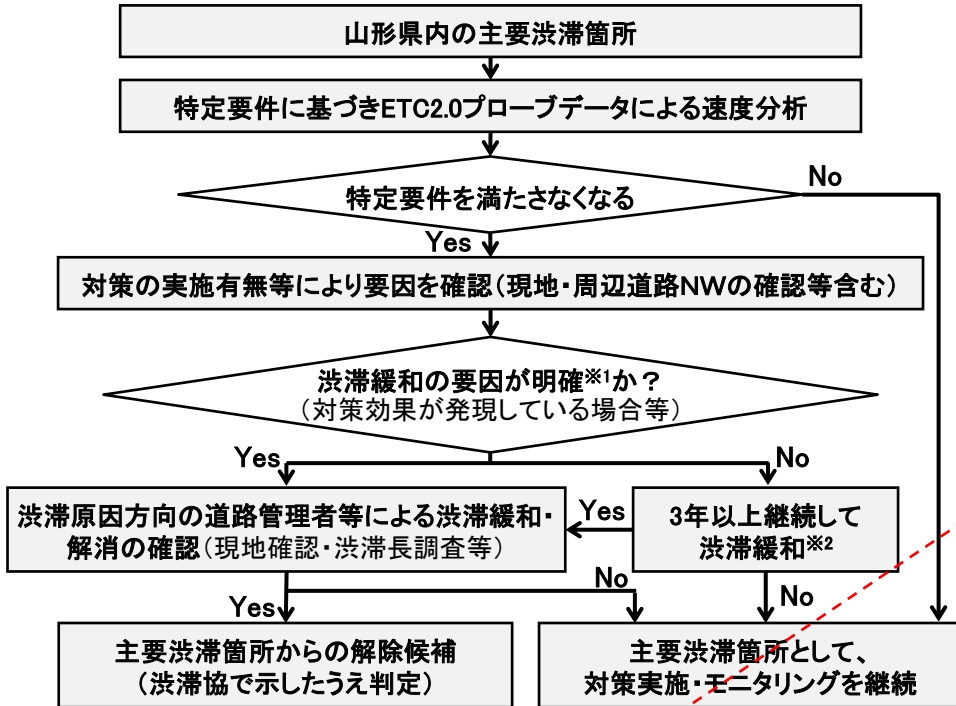 山形県内の主要渋滞箇所
特定要件に基づきETC2.0プローブデータによる速度分析
特定要件を満たさなくなる
No
Yes
対策の実施有無等により要因を確認(現地・周辺道路NWの確認等含む)
渋滞緩和の要因が明確※1か？
(対策効果が発現している場合等)
Yes
No
渋滞原因方向の道路管理者等による渋滞緩和・
解消の確認(現地確認・渋滞長調査等)
Yes
3年以上継続して
渋滞緩和※2
No
Yes
No
主要渋滞箇所からの解除候補
(渋滞協で示したうえ判定)
主要渋滞箇所として、
対策実施・モニタリングを継続